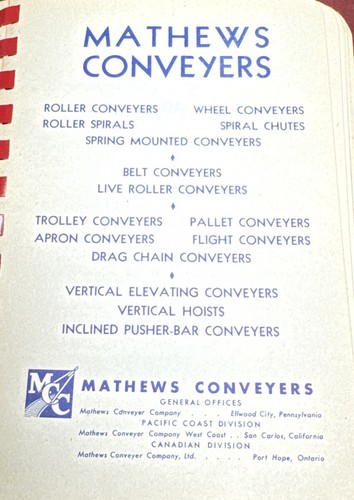 MATHEWS
CONVEYERS
ROLLER CONVEYERS WHEEL CONVEYERS
ROLLER SPIRALS SPIRAL CHUTES
SPRING MOUNTED CONVEYERS
BELT CONVEYERS
LIVE ROLLER CONVEYERS
TROLLEY CONVEYERS PALLET CONVEYERS
APRON CONVEYERS FLIGHT CONVEYERS
DRAG CHAIN CONVEYERS
VERTICAL ELEVATING CONVEYERS
VERTICAL HOISTS
INCLINED PUSHER-BAR CONVEYERS
MCC
MATHEWS CONVEYERS
GENERAL OFFICES
Mathews Conveyer Company . . . . Ellwood City, Pennsylvania
PACIFIC COAST DIVISION
Mathews Conveyer Company West Coast . . San Carlos, California
CANADIAN DIVISION
Mathews Conveyer Company, Ltd. . . . . Port Hope, Ontario